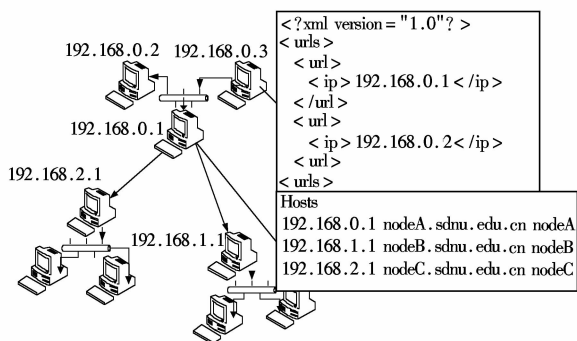 192.168.0.2
192.168.0.3
192.168.0.1
192.168.2.1
192.168.1.1
<?xml version="1.0"? >
<urls>
<url>
<ip>192.168.0.1</ip>
</url>
<url>
<ip>192.168.0.2</ip>
<url>
<urls>
Hosts
192.168.0.1 nodeA.sdnu.edu.cn nodeA
192.168.1.1 nodeB.sdnu.edu.cn nodeB
192.168.2.1 nodeC.sdnu.edu.cn nodeC